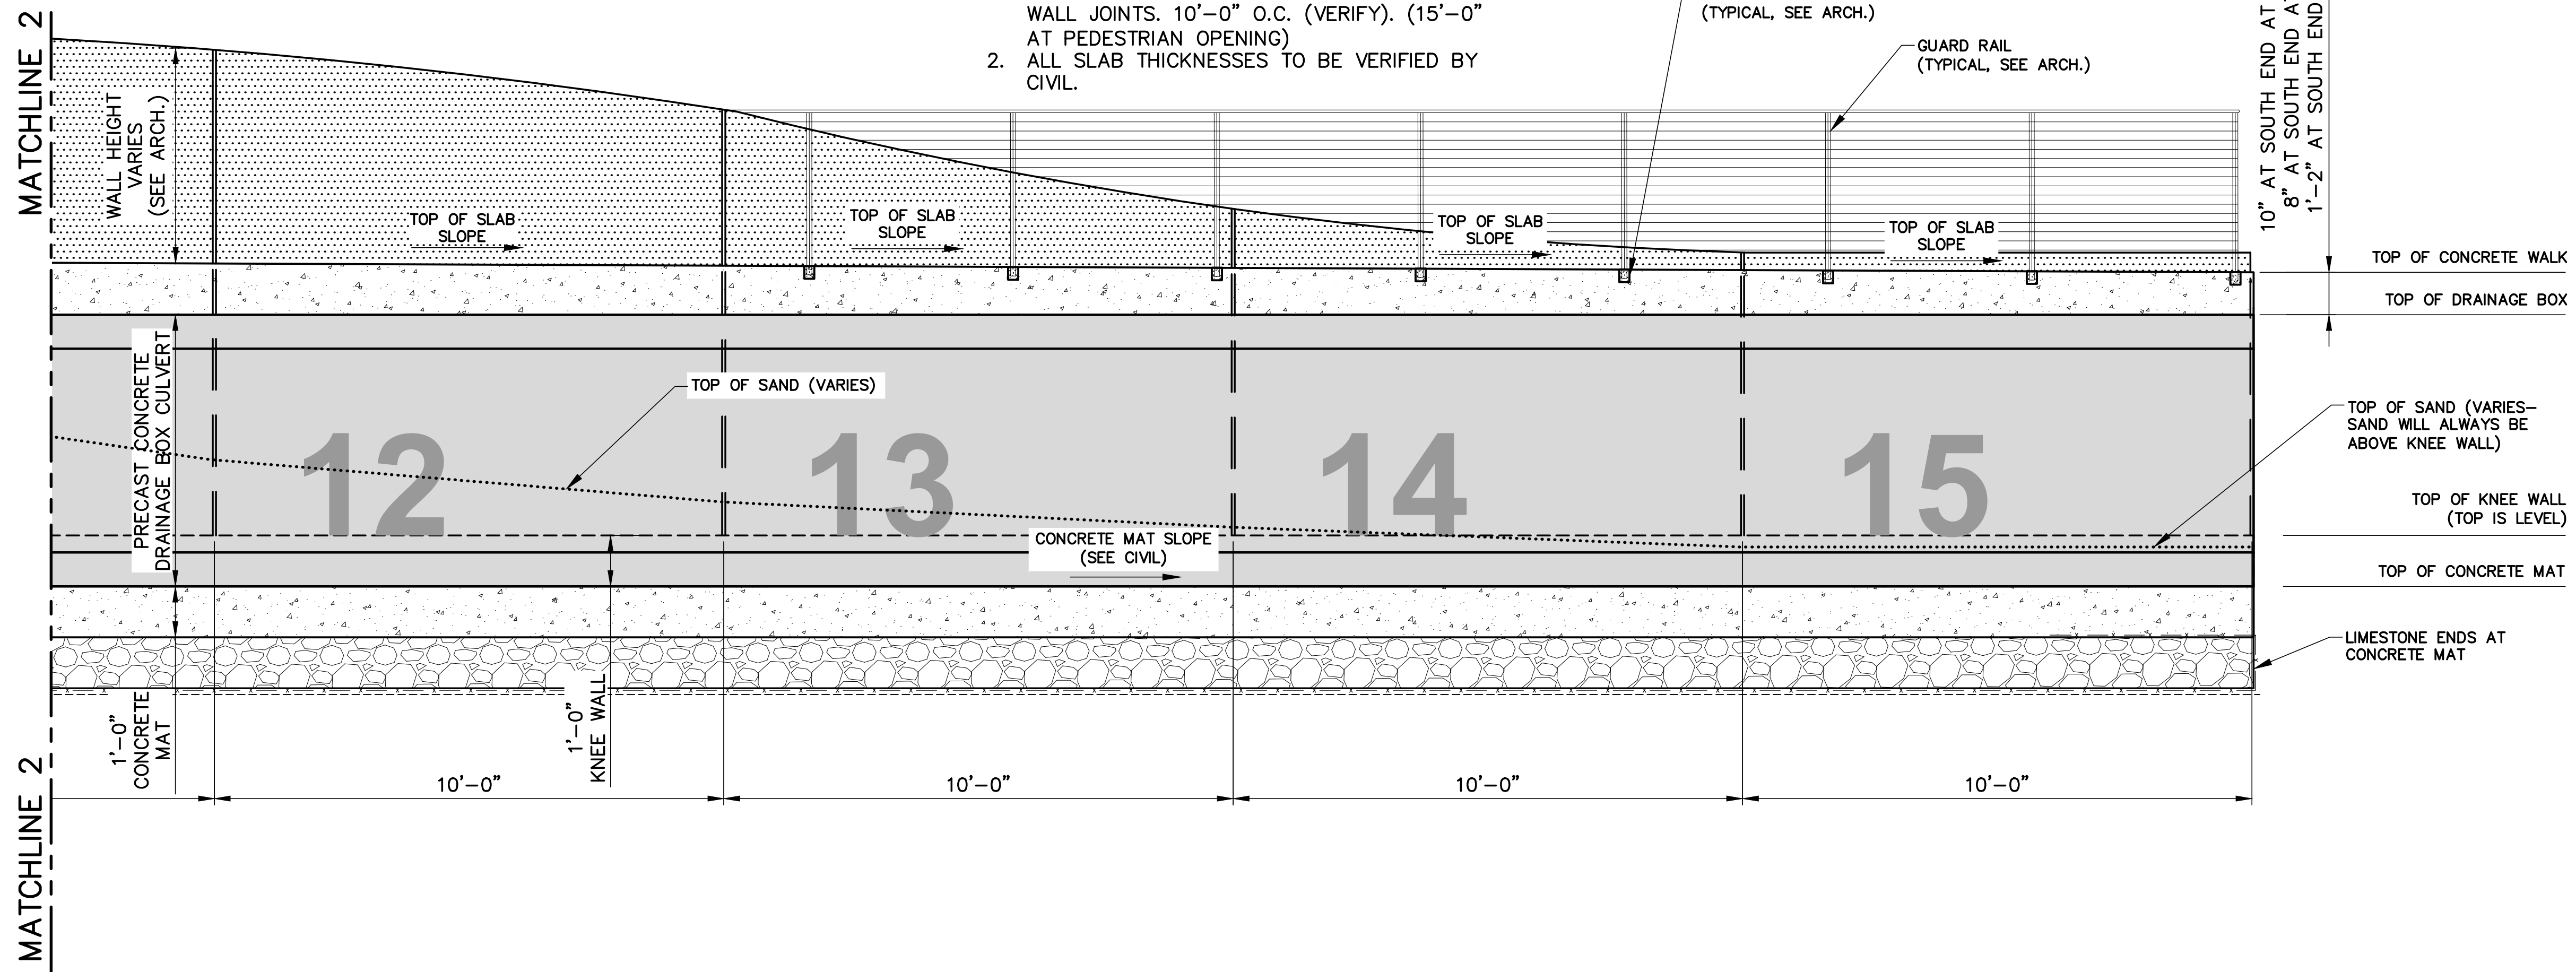 MATCHLINE 2
WALL JOINTS. 10'-0" O.C. (VERIFY). (15'-0"
AT PEDESTRIAN OPENING)
2. ALL SLAB THICKNESSES TO BE VERIFIED BY
CIVIL.
(TYPICAL, SEE ARCH.)
GUARD RAIL
(TYPICAL, SEE ARCH.)
10" AT SOUTH END AT
8" AT SOUTH END
1'-2" AT SOUTH END
WALL HEIGHT
VARIES
(SEE ARCH.)
TOP OF SLAB
SLOPE
TOP OF SLAB
SLOPE
TOP OF SLAB
SLOPE
TOP OF SLAB
SLOPE
TOP OF CONCRETE WALK
TOP OF DRAINAGE BOX
PRECAST CONCRETE
DRAINAGE BOX CULVERT
TOP OF SAND (VARIES)
12
13
14
15
TOP OF SAND (VARIES-
SAND WILL ALWAYS BE
ABOVE KNEE WALL)
TOP OF KNEE WALL
(TOP IS LEVEL)
CONCRETE MAT SLOPE
(SEE CIVIL)
TOP OF CONCRETE MAT
LIMESTONE ENDS AT
CONCRETE MAT
1'-0"
CONCRETE
MAT
1'-0"
KNEE WALL
10'-0"
10'-0"
10'-0"
10'-0"
MATCHLINE 2